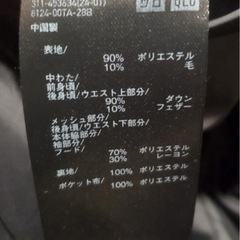 311-453634(24-01)
6124-00TA-28B
中国製
表地/
90% ポリエステル
10% 毛
中わた/
前身頃/
後身頃/ウエスト上部分/
90% ダウン
10% フェザー
メッシュ部分/
後身頃/ウエスト下部分/
本体脇部分/
袖部分/
フード/ 70% ポリエステル
30% レーヨン
裏地/ 100% ポリエステル
ポケット布/ 100% ポリエステル